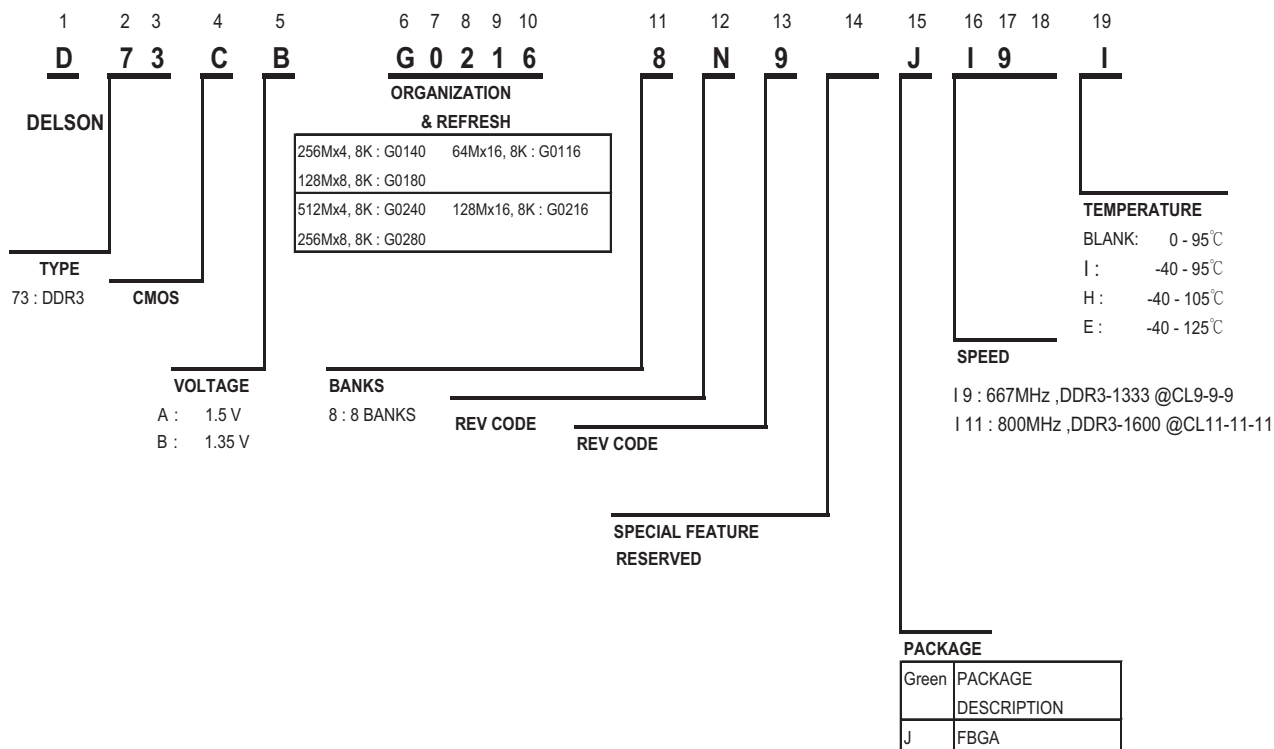 1 2 3 4 5 6 7 8 9 10 11 12 13 14 15 16 17 18 19
D 7 3 C B G 0 2 1 6 8 N 9 J I 9 I
DELSON
ORGANIZATION
& REFRESH
256Mx4, 8K : G0140 64Mx16, 8K : G0116
128Mx8, 8K : G0180
512Mx4, 8K : G0240 128Mx16, 8K : G0216
256Mx8, 8K : G0280
TYPE
73 : DDR3
CMOS
VOLTAGE
A : 1.5 V
B : 1.35 V
BANKS
8 : 8 BANKS
REV CODE
REV CODE
SPECIAL FEATURE
RESERVED
TEMPERATURE
BLANK: 0 - 95℃
I : -40 - 95℃
H : -40 - 105℃
E : -40 - 125℃
SPEED
I 9 : 667MHz ,DDR3-1333 @CL9-9-9
I 11 : 800MHz ,DDR3-1600 @CL11-11-11
PACKAGE
Green PACKAGE
DESCRIPTION
J FBGA